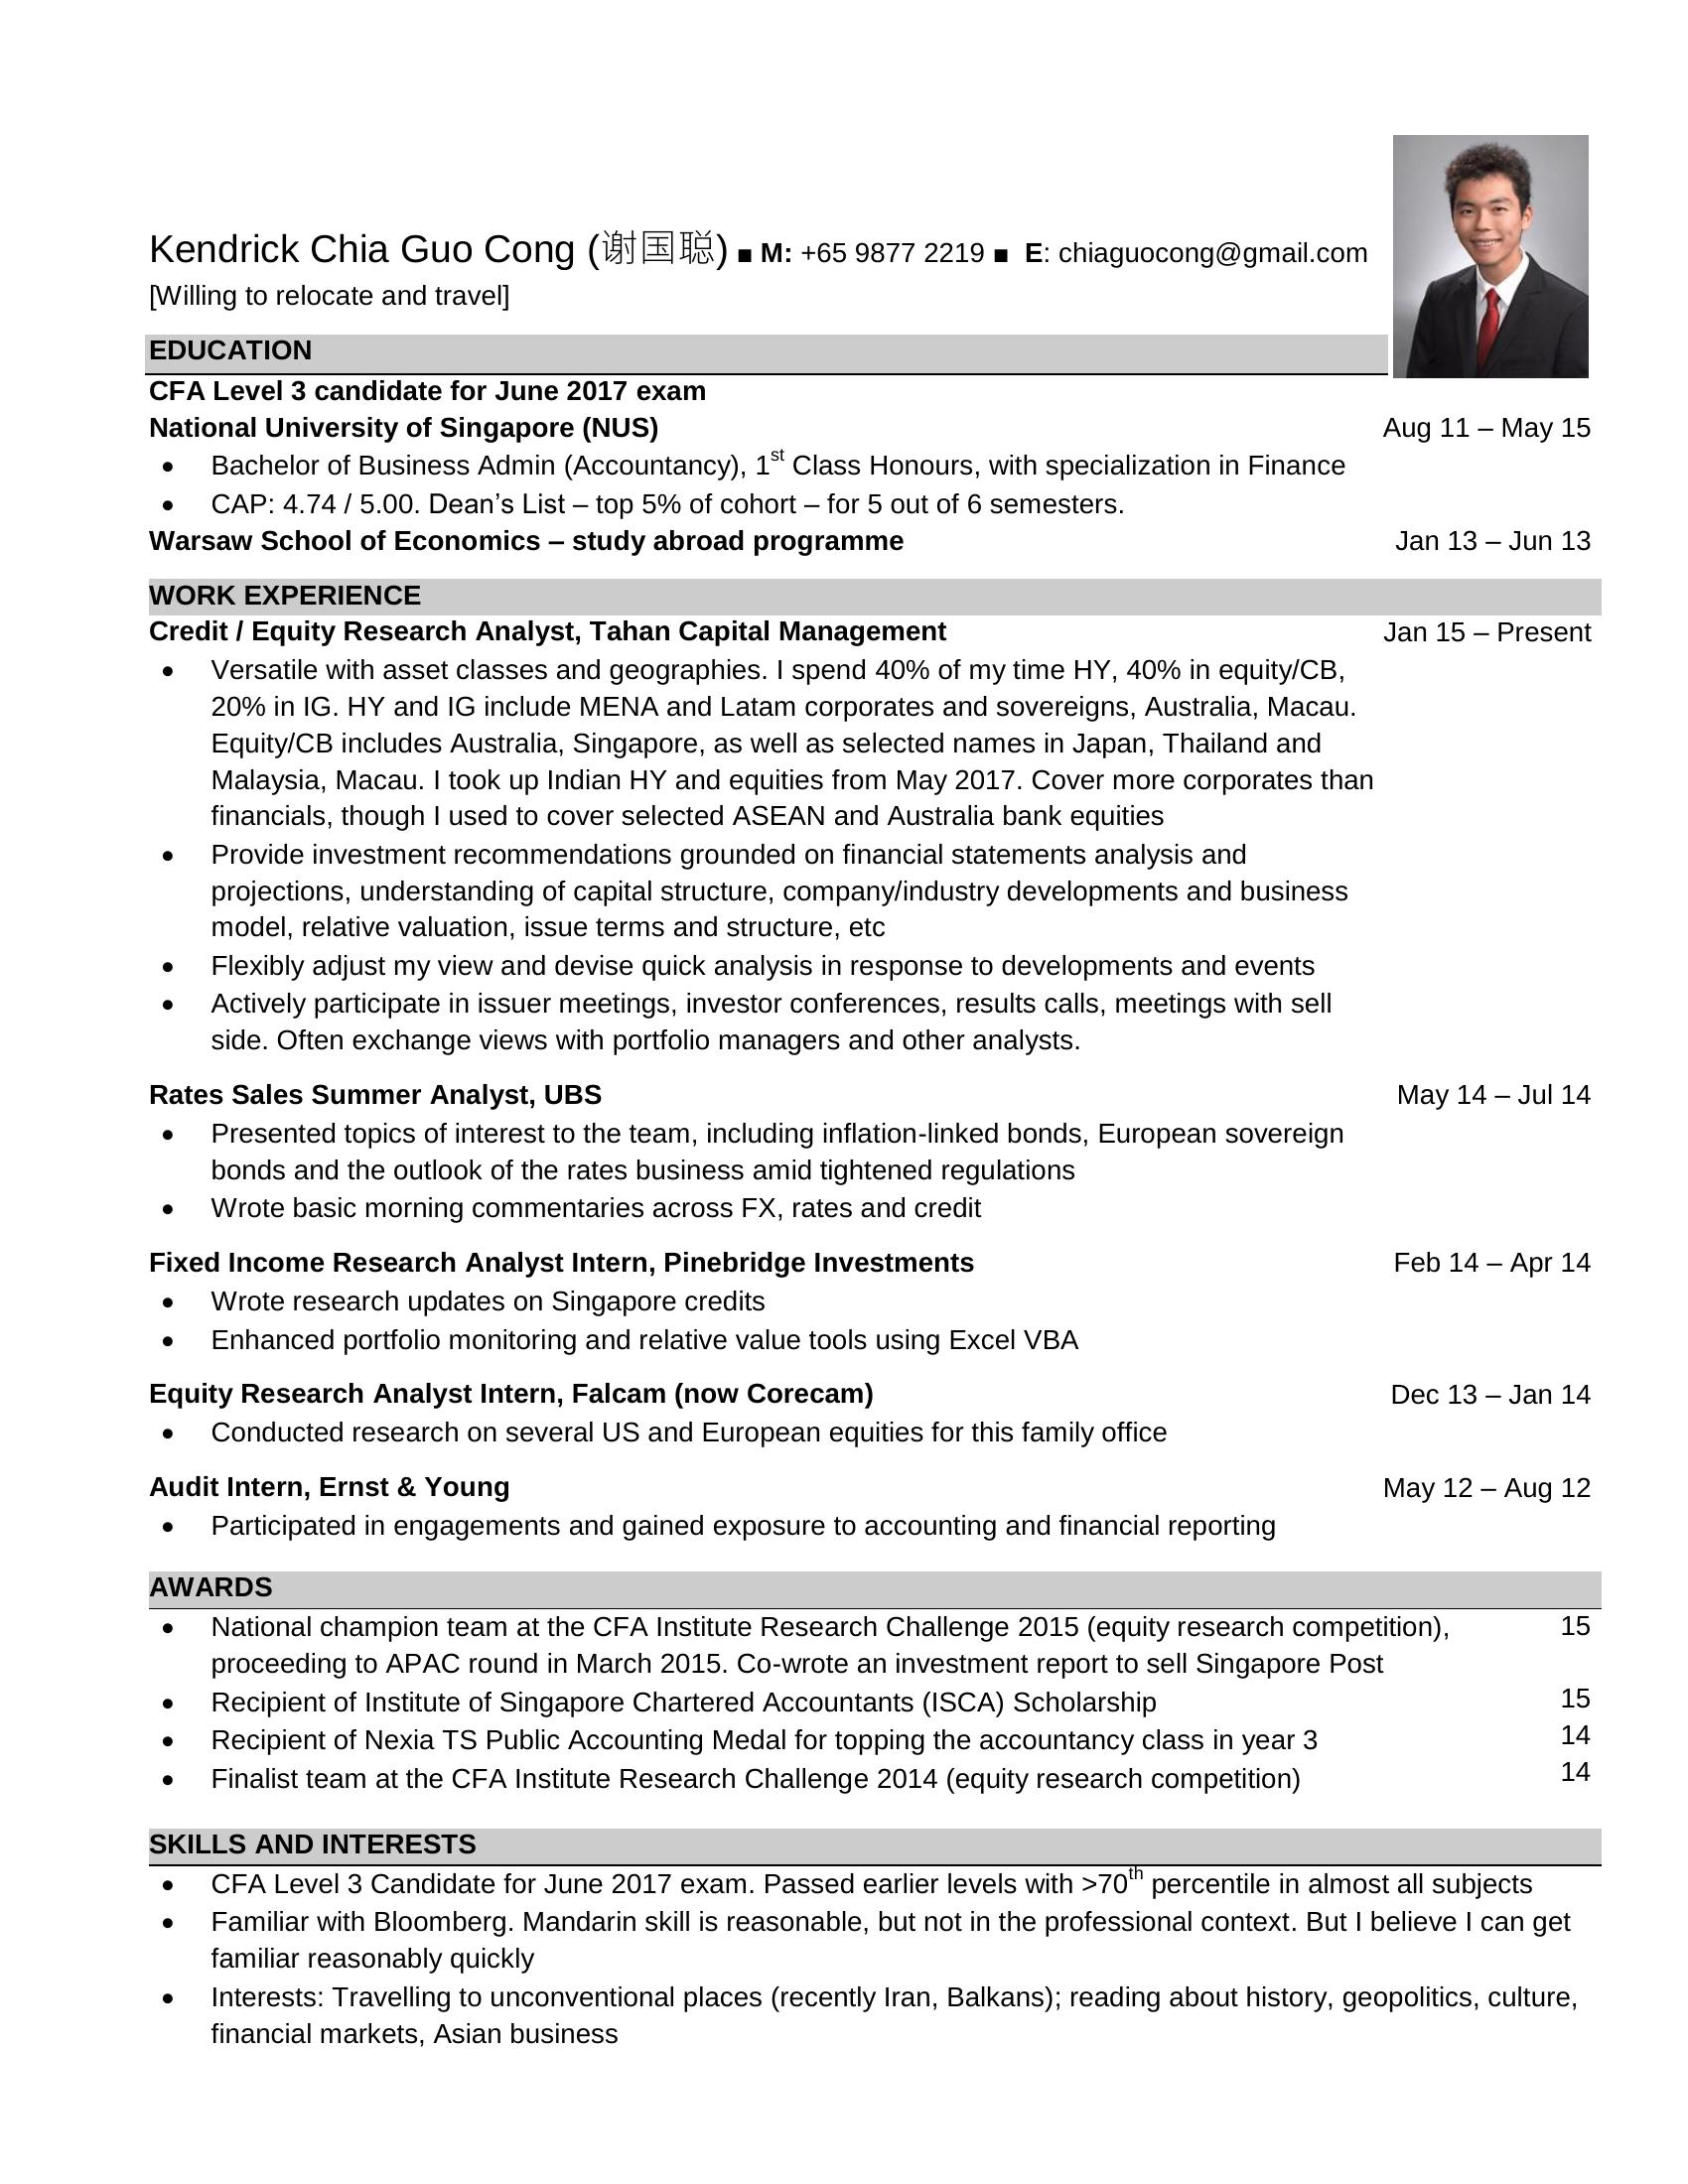 Kendrick Chia Guo Cong (谢国聪) ■ M: +65 9877 2219 ■ E: chiaguocong@gmail.com
[Willing to relocate and travel]
EDUCATION
CFA Level 3 candidate for June 2017 exam
National University of Singapore (NUS) Aug 11 – May 15
• Bachelor of Business Admin (Accountancy), 1st Class Honours, with specialization in Finance
• CAP: 4.74 / 5.00. Dean’s List – top 5% of cohort – for 5 out of 6 semesters.
Warsaw School of Economics – study abroad programme Jan 13 – Jun 13
WORK EXPERIENCE
Credit / Equity Research Analyst, Tahan Capital Management Jan 15 – Present
• Versatile with asset classes and geographies. I spend 40% of my time HY, 40% in equity/CB,
20% in IG. HY and IG include MENA and Latam corporates and sovereigns, Australia, Macau.
Equity/CB includes Australia, Singapore, as well as selected names in Japan, Thailand and
Malaysia, Macau. I took up Indian HY and equities from May 2017. Cover more corporates than
financials, though I used to cover selected ASEAN and Australia bank equities
• Provide investment recommendations grounded on financial statements analysis and
projections, understanding of capital structure, company/industry developments and business
model, relative valuation, issue terms and structure, etc
• Flexibly adjust my view and devise quick analysis in response to developments and events
• Actively participate in issuer meetings, investor conferences, results calls, meetings with sell
side. Often exchange views with portfolio managers and other analysts.
Rates Sales Summer Analyst, UBS May 14 – Jul 14
• Presented topics of interest to the team, including inflation-linked bonds, European sovereign
bonds and the outlook of the rates business amid tightened regulations
• Wrote basic morning commentaries across FX, rates and credit
Fixed Income Research Analyst Intern, Pinebridge Investments Feb 14 – Apr 14
• Wrote research updates on Singapore credits
• Enhanced portfolio monitoring and relative value tools using Excel VBA
Equity Research Analyst Intern, Falcam (now Corecam) Dec 13 – Jan 14
• Conducted research on several US and European equities for this family office
Audit Intern, Ernst & Young May 12 – Aug 12
• Participated in engagements and gained exposure to accounting and financial reporting
AWARDS
• National champion team at the CFA Institute Research Challenge 2015 (equity research competition), 15
proceeding to APAC round in March 2015. Co-wrote an investment report to sell Singapore Post
• Recipient of Institute of Singapore Chartered Accountants (ISCA) Scholarship 15
• Recipient of Nexia TS Public Accounting Medal for topping the accountancy class in year 3 14
• Finalist team at the CFA Institute Research Challenge 2014 (equity research competition) 14
SKILLS AND INTERESTS
• CFA Level 3 Candidate for June 2017 exam. Passed earlier levels with >70th percentile in almost all subjects
• Familiar with Bloomberg. Mandarin skill is reasonable, but not in the professional context. But I believe I can get
familiar reasonably quickly
• Interests: Travelling to unconventional places (recently Iran, Balkans); reading about history, geopolitics, culture,
financial markets, Asian business